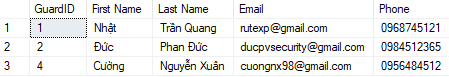 GuardID First Name Last Name Email Phone
1 1 Nhật Trần Quang rutexp@gmail.com 0968745121
2 2 Đức Phan Đức ducpvsecurity@gmail.com 0984512365
3 4 Cường Nguyễn Xuân cuongnx98@gmail.com 0956484512